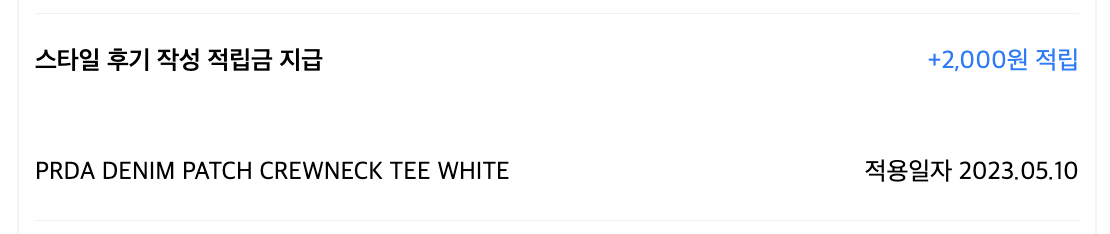 스타일 후기 작성 적립금 지급 +2,000원 적립
PRDA DENIM PATCH CREWNECK TEE WHITE 적용일자 2023.05.10